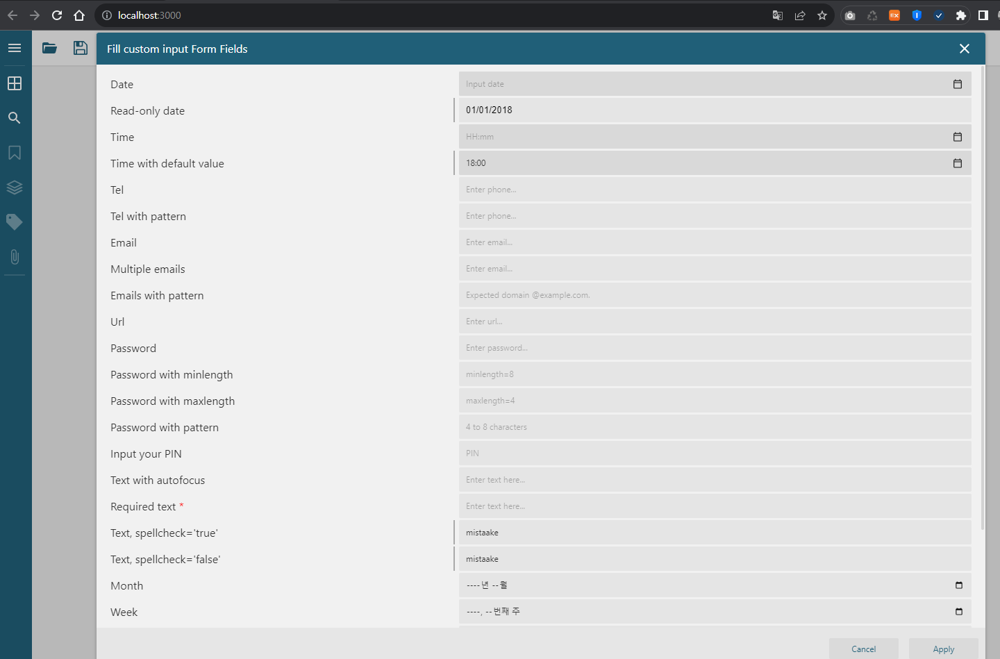 localhost:3000
Fill custom input Form Fields
Date Input date
Read-only date 01/01/2018
Time HH:mm
Time with default value 18:00
Tel Enter phone...
Tel with pattern Enter phone...
Email Enter email...
Multiple emails Enter email...
Emails with pattern Expected domain @example.com.
Url Enter url...
Password Enter password...
Password with minlength minlength=8
Password with maxlength maxlength=4
Password with pattern 4 to 8 characters
Input your PIN PIN
Text with autofocus Enter text here...
Required text * Enter text here...
Text, spellcheck='true' mistaake
Text, spellcheck='false' mistaake
Month ----년 --월
Week ----, --번째 주
Cancel Apply